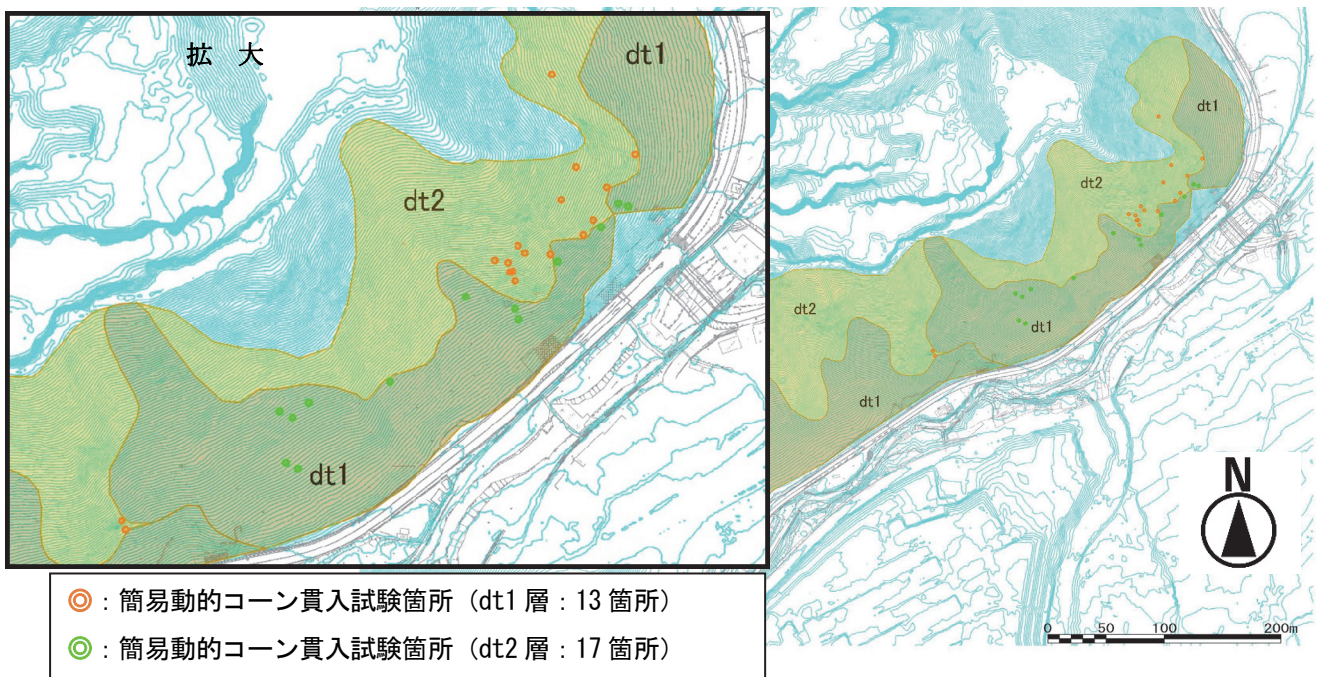 拡 大
dt1
dt2
dt1
dt1
dt2
dt2
dt1
dt1
N
0 50 100 200m
◎：簡易動的コーン貫入試験箇所（dt1 層：13 箇所）
◎：簡易動的コーン貫入試験箇所（dt2 層：17 箇所）